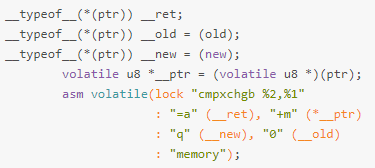 __typeof__(*(ptr)) __ret;
__typeof__(*(ptr)) __old = (old);
__typeof__(*(ptr)) __new = (new);
volatile u8 *__ptr = (volatile u8 *)(ptr);
asm volatile(lock "cmpxchgb %2,%1"
: "=a" (__ret), "+m" (*__ptr)
: "q" (__new), "0" (__old)
: "memory");